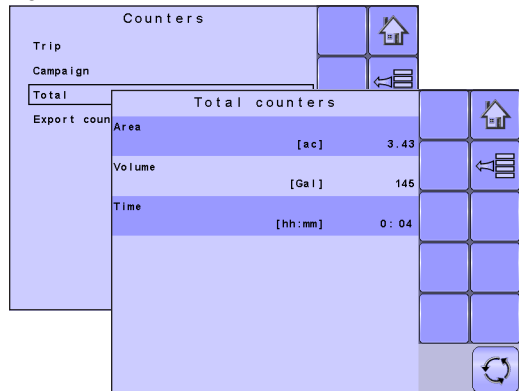 Counters
Trip
Campaign
Total
Export coun
Total counters
Area
[ac] 3.43
Volume
[Gal] 145
Time
[hh:mm] 0:04